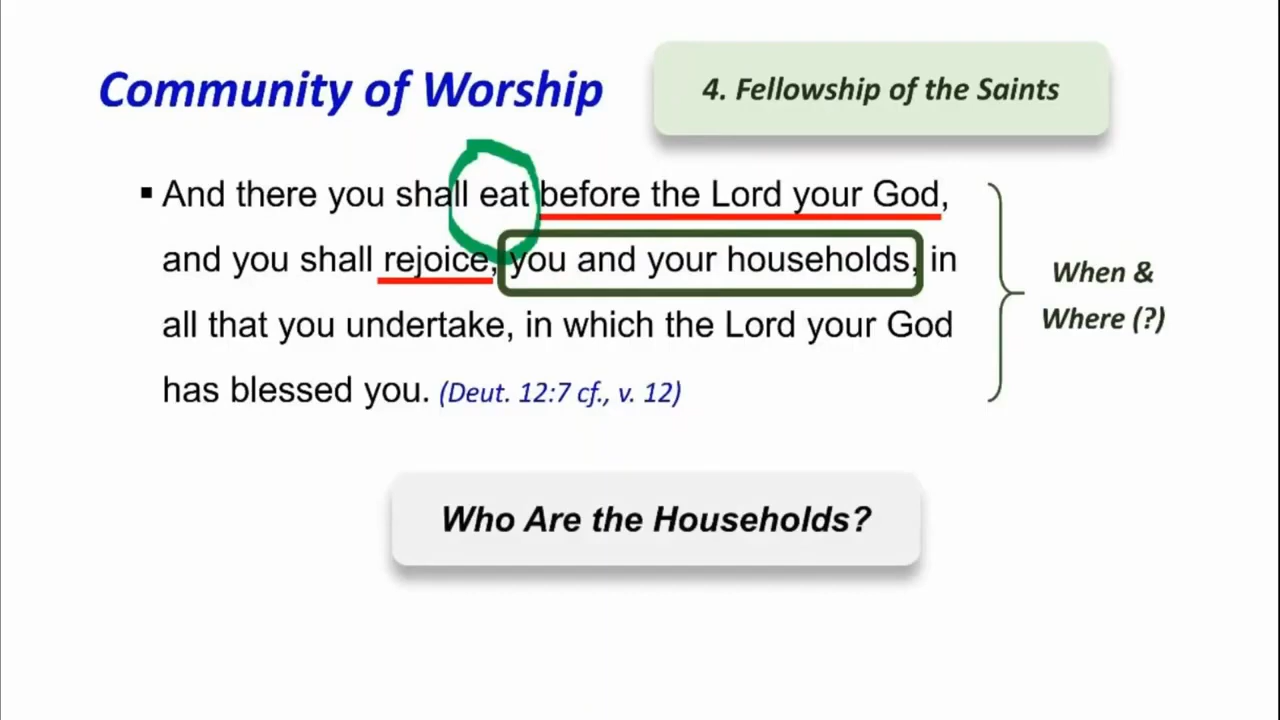 Community of Worship
4. Fellowship of the Saints
▪ And there you shall eat before the Lord your God,
and you shall rejoice, you and your households, in
all that you undertake, in which the Lord your God
has blessed you. (Deut. 12:7 cf., v. 12)
When &
Where (?)
Who Are the Households?